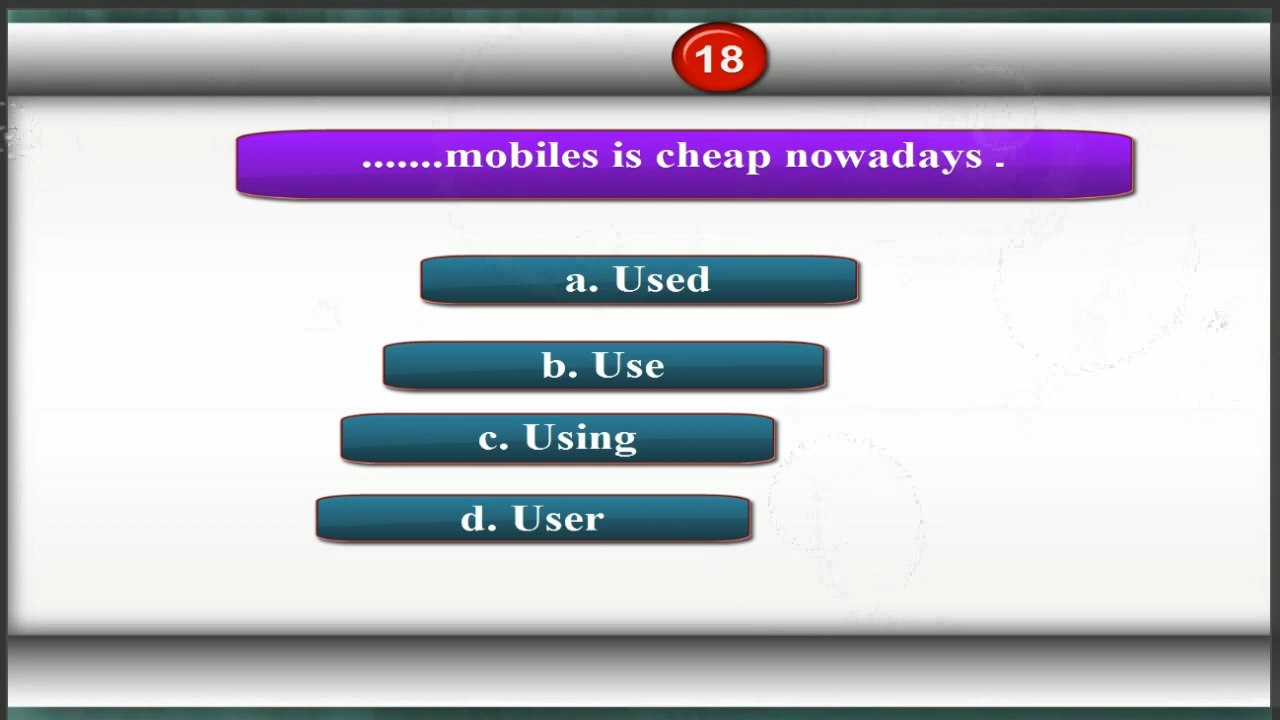 18
.......mobiles is cheap nowadays .
a. Used
b. Use
c. Using
d. User